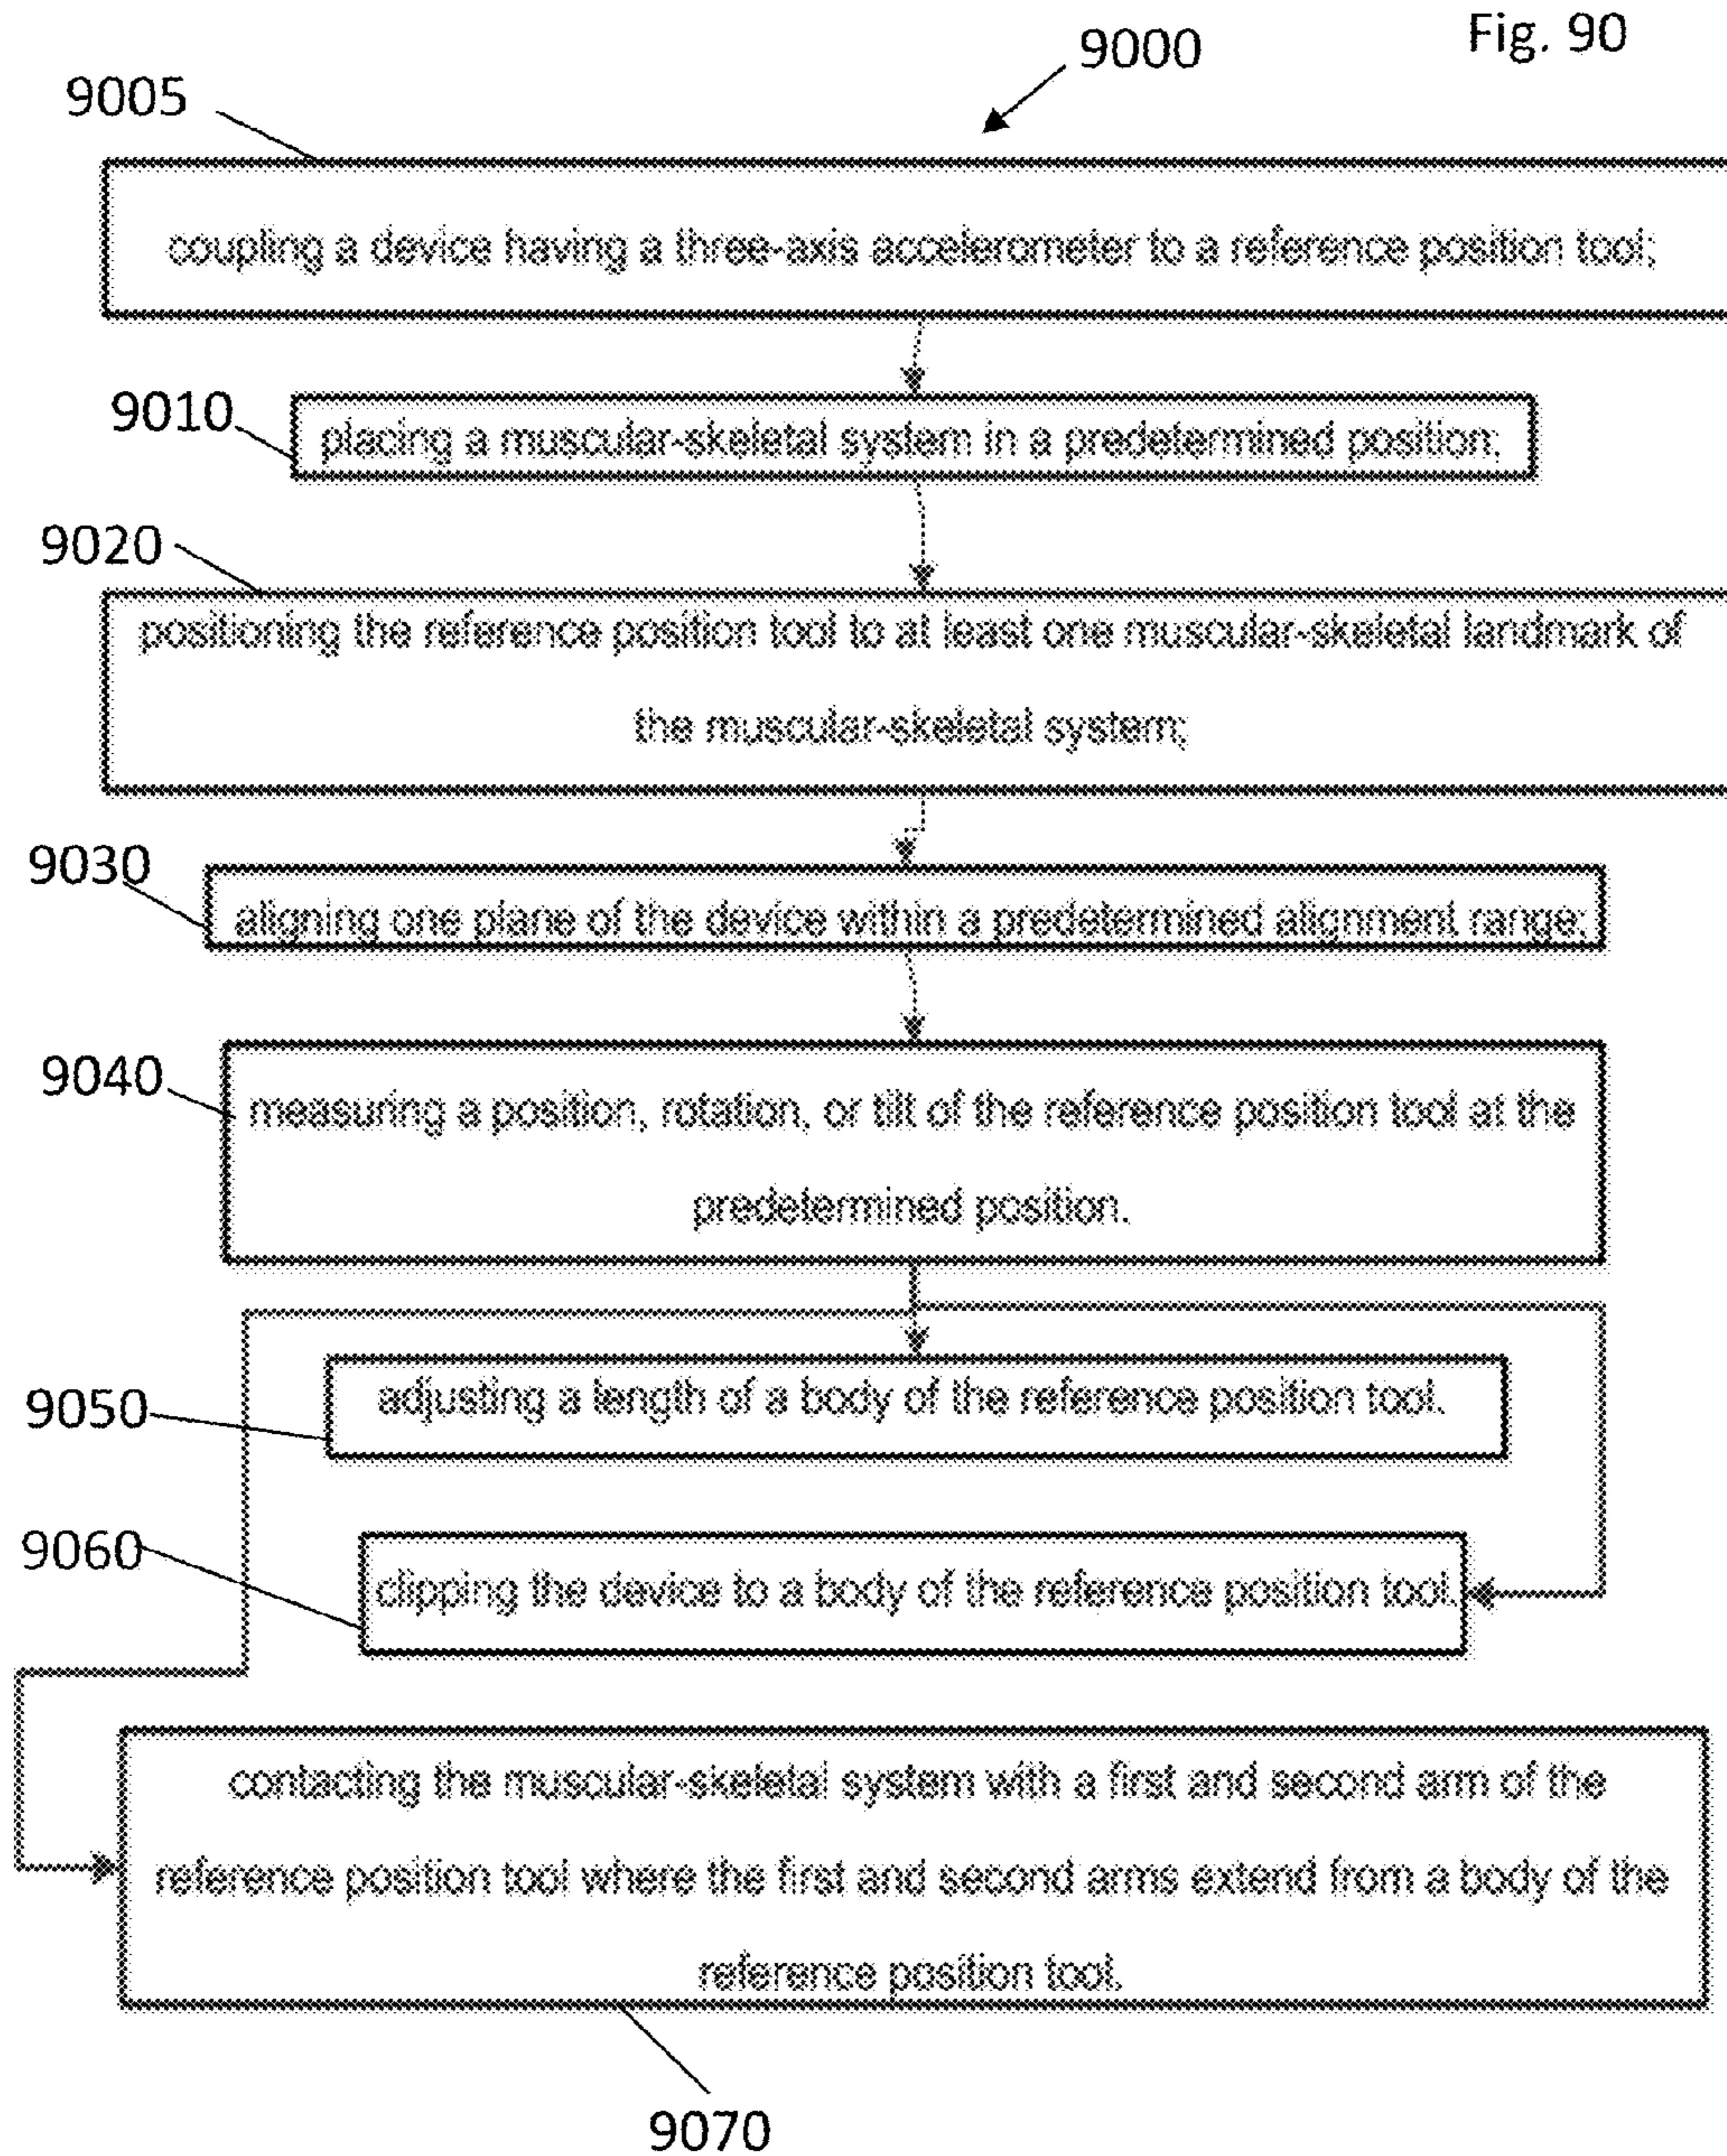 Fig. 90
9000
9005
coupling a device having a three-axis accelerometer to a reference position tool;
9010
placing a muscular-skeletal system in a predetermined position;
9020
positioning the reference position tool to at least one muscular-skeletal landmark of
the muscular-skeletal system;
9030
aligning one plane of the device within a predetermined alignment range;
9040
measuring a position, rotation, or tilt of the reference position tool at the
predetermined position.
9050
adjusting a length of a body of the reference position tool.
9060
clipping the device to a body of the reference position tool.
contacting the muscular-skeletal system with a first and second arm of the
reference position tool where the first and second arms extend from a body of the
reference position tool.
9070